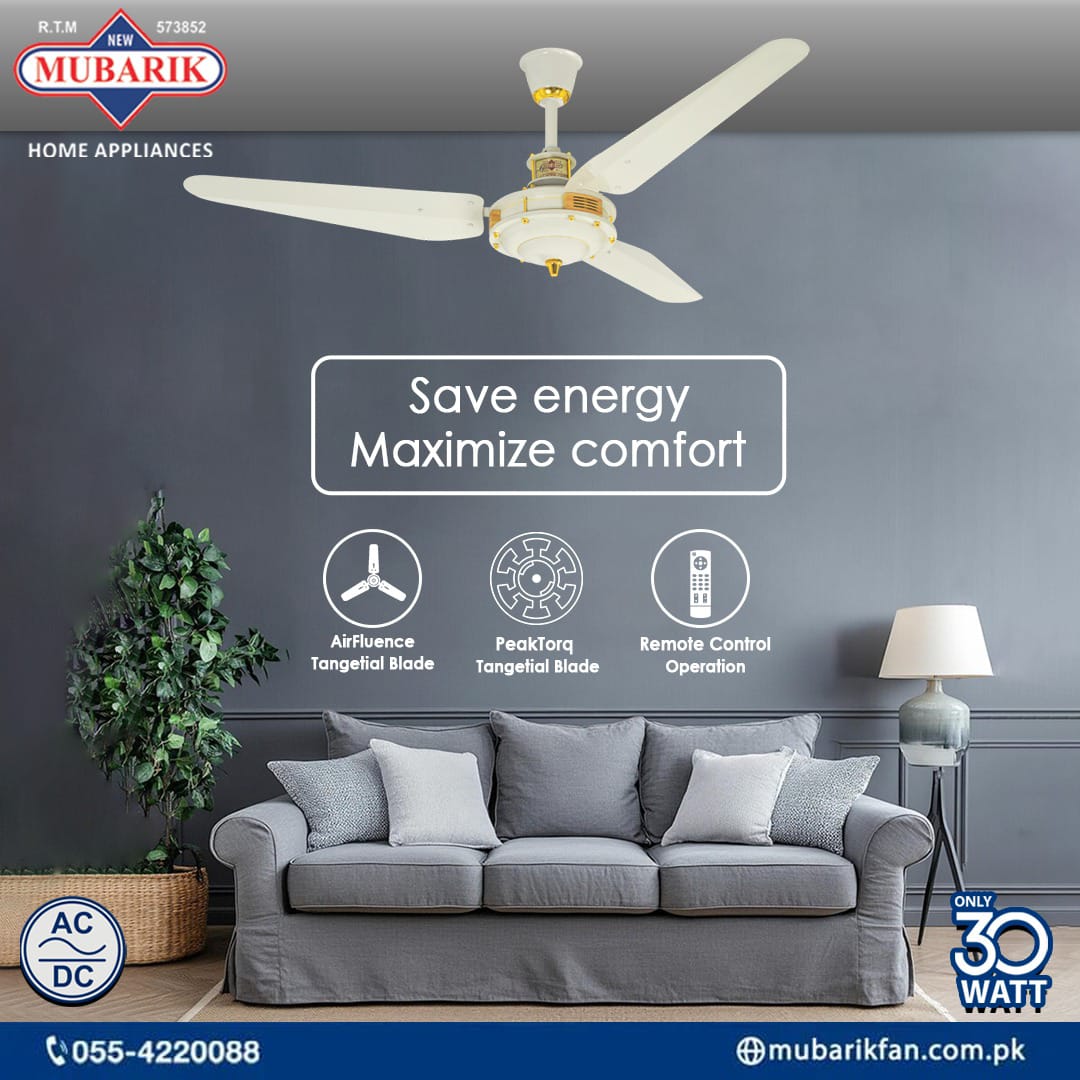 R.T.M 573852
NEW
MUBARIK
HOME APPLIANCES
Save energy
Maximize comfort
AirFluence
Tangetial Blade
PeakTorq
Tangetial Blade
Remote Control
Operation
AC
DC
ONLY
30
WATT
055-4220088
mubarikfan.com.pk